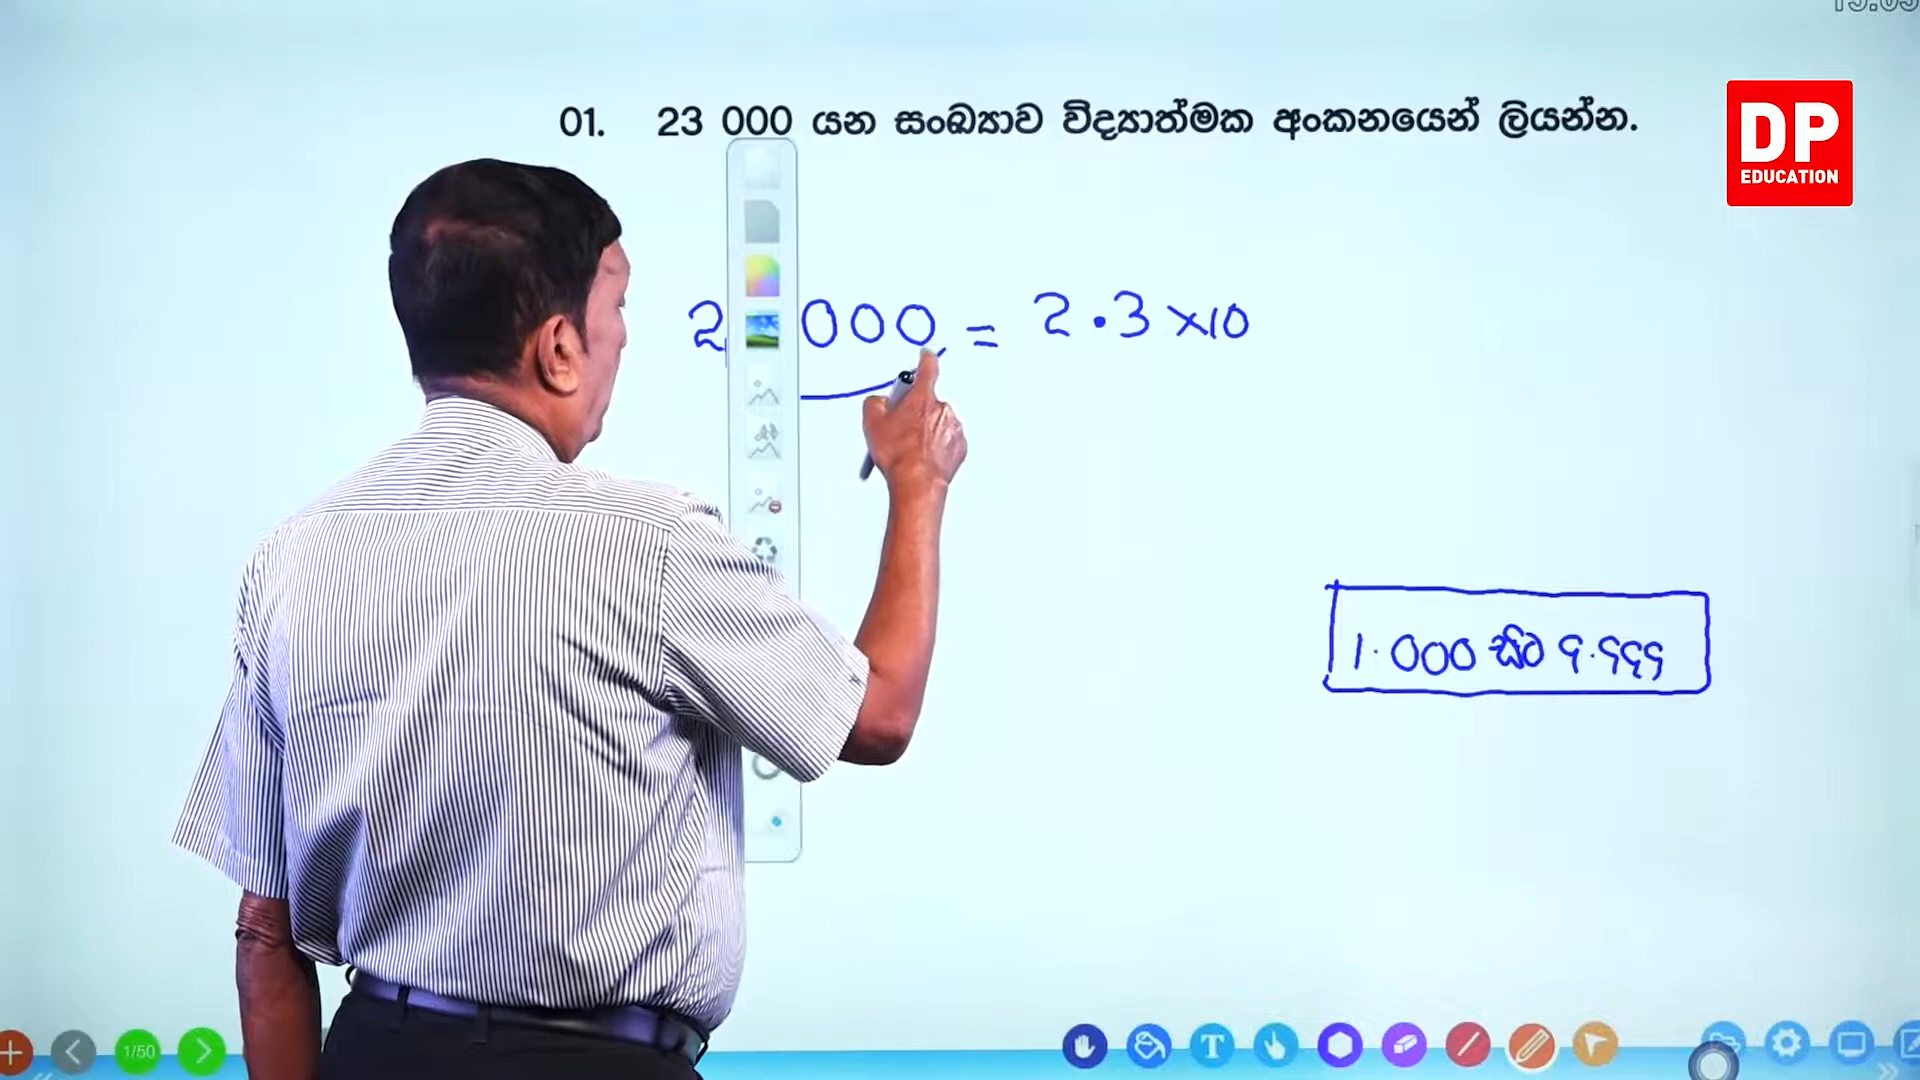 01. 23 000 යන සංඛ්‍යාව විද්‍යාත්මක අංකනයෙන් ලියන්න.
DP
EDUCATION
2 000 = 2.3 ×10
1.000 සිට 9.999
1/50
T